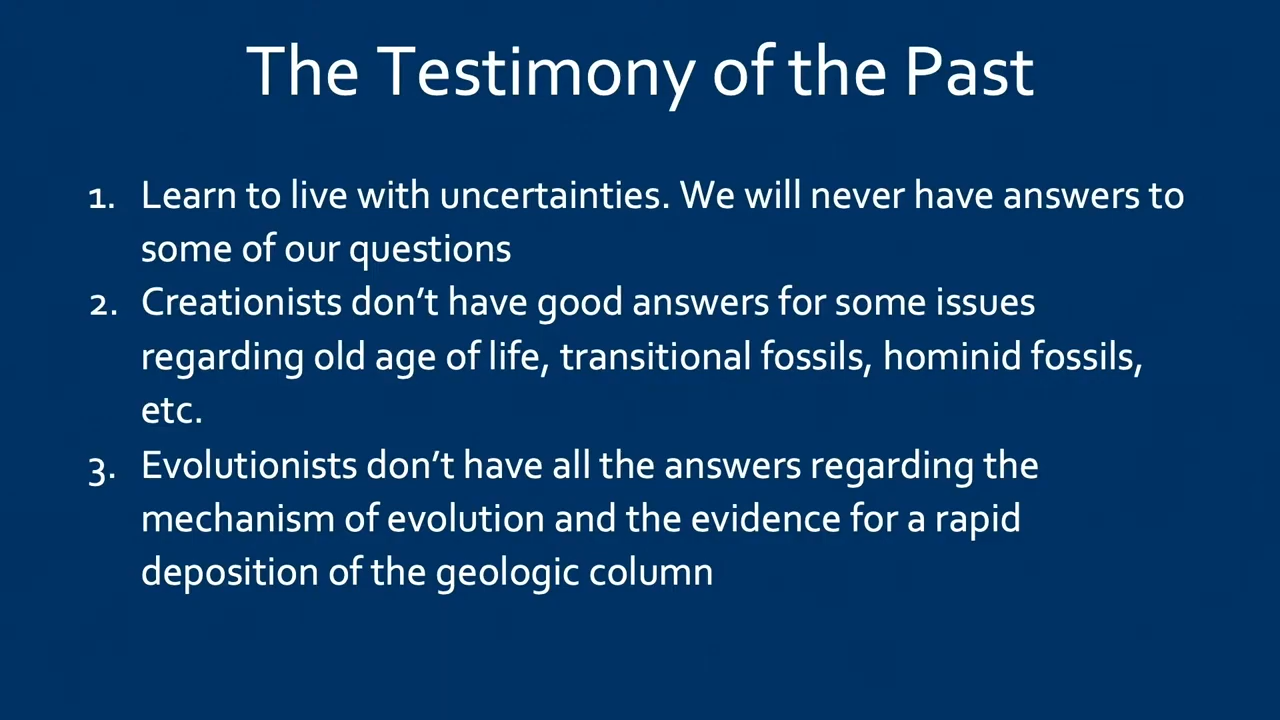 The Testimony of the Past
1. Learn to live with uncertainties. We will never have answers to
some of our questions
2. Creationists don’t have good answers for some issues
regarding old age of life, transitional fossils, hominid fossils,
etc.
3. Evolutionists don’t have all the answers regarding the
mechanism of evolution and the evidence for a rapid
deposition of the geologic column